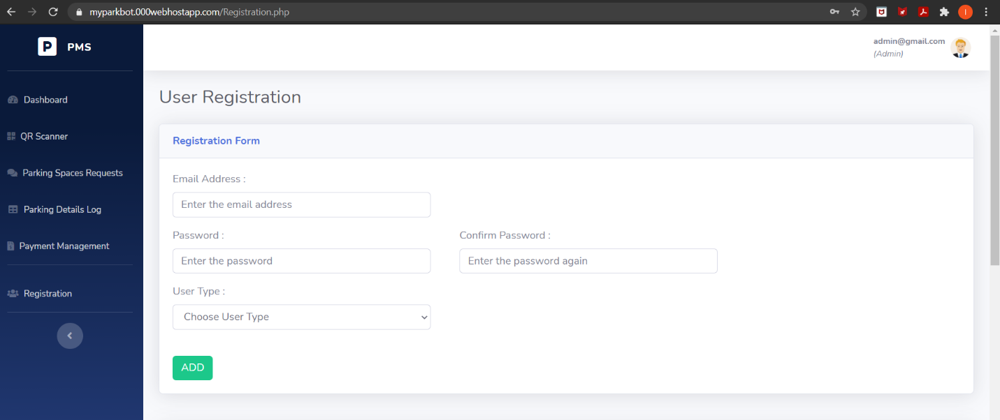 myparkbot.000webhostapp.com/Registration.php
I
P PMS
admin@gmail.com
(Admin)
Dashboard
QR Scanner
Parking Spaces Requests
Parking Details Log
Payment Management
Registration
User Registration
Registration Form
Email Address :
Enter the email address
Password : Confirm Password :
Enter the password Enter the password again
User Type :
Choose User Type
ADD